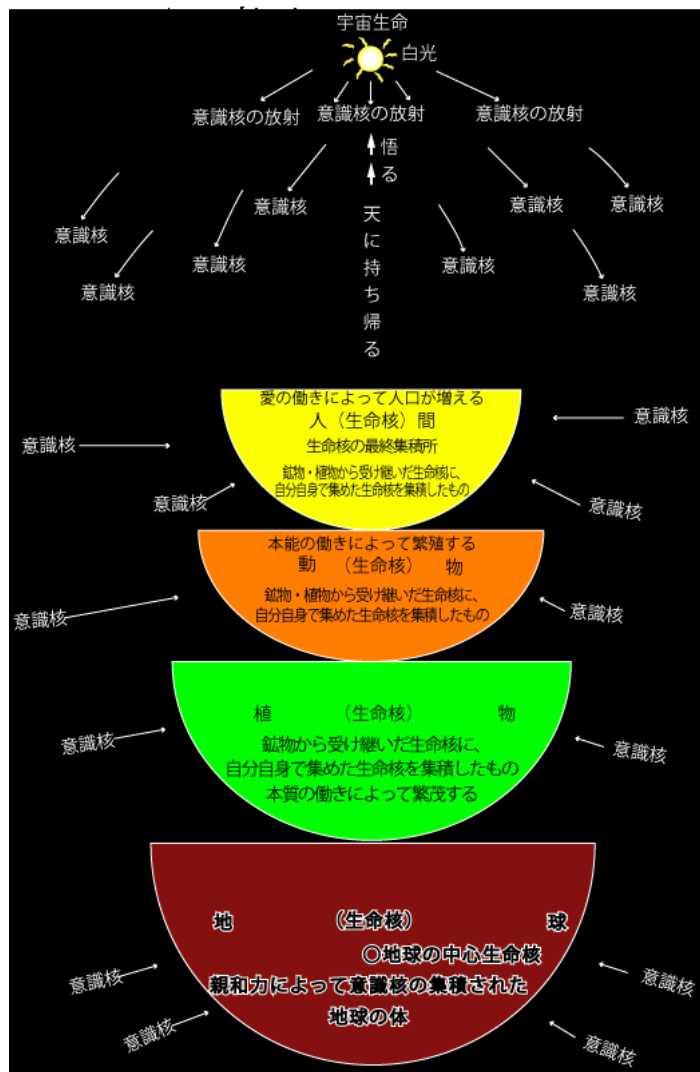 宇宙生命
白光
意識核の放射
意識核の放射
意識核の放射
悟る
天に持ち帰る
意識核
意識核
意識核
意識核
意識核
意識核
意識核
意識核
愛の働きによって人口が増える
人（生命核）間
生命核の最終集積所
鉱物・植物から受け継いだ生命核に、
自分自身で集めた生命核を集積したもの
意識核
意識核
意識核
意識核
本能の働きによって繁殖する
動　（生命核）　物
鉱物・植物から受け継いだ生命核に、
自分自身で集めた生命核を集積したもの
意識核
意識核
植　（生命核）　物
鉱物から受け継いだ生命核に、
自分自身で集めた生命核を集積したもの
本質の働きによって繁茂する
意識核
意識核
地　（生命核）　球
〇地球の中心生命核
親和力によって意識核の集積された
地球の体
意識核
意識核
意識核
意識核